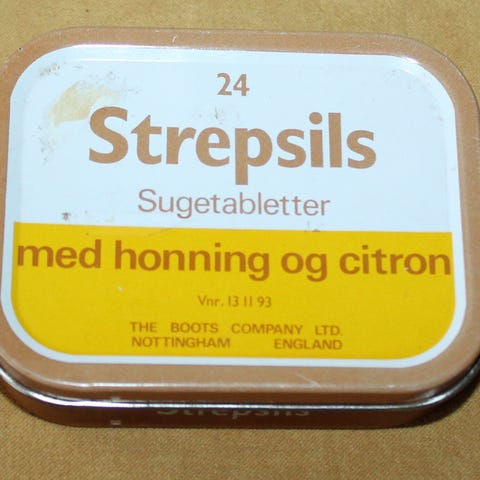 24
Strepsils
Sugetabletter
med honning og citron
Vnr. 13 11 93
THE BOOTS COMPANY LTD.
NOTTINGHAM ENGLAND
Strepsils